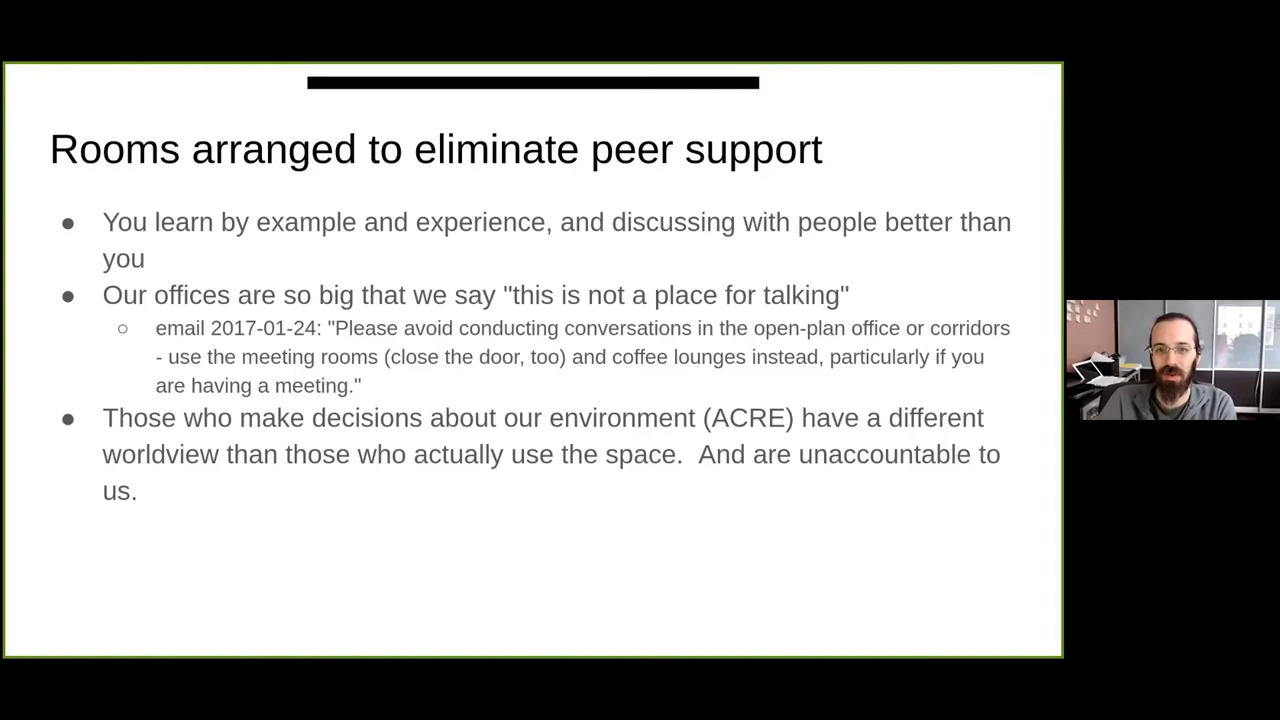 Rooms arranged to eliminate peer support
● You learn by example and experience, and discussing with people better than
you
● Our offices are so big that we say "this is not a place for talking"
○ email 2017-01-24: "Please avoid conducting conversations in the open-plan office or corridors
- use the meeting rooms (close the door, too) and coffee lounges instead, particularly if you
are having a meeting."
● Those who make decisions about our environment (ACRE) have a different
worldview than those who actually use the space.  And are unaccountable to
us.